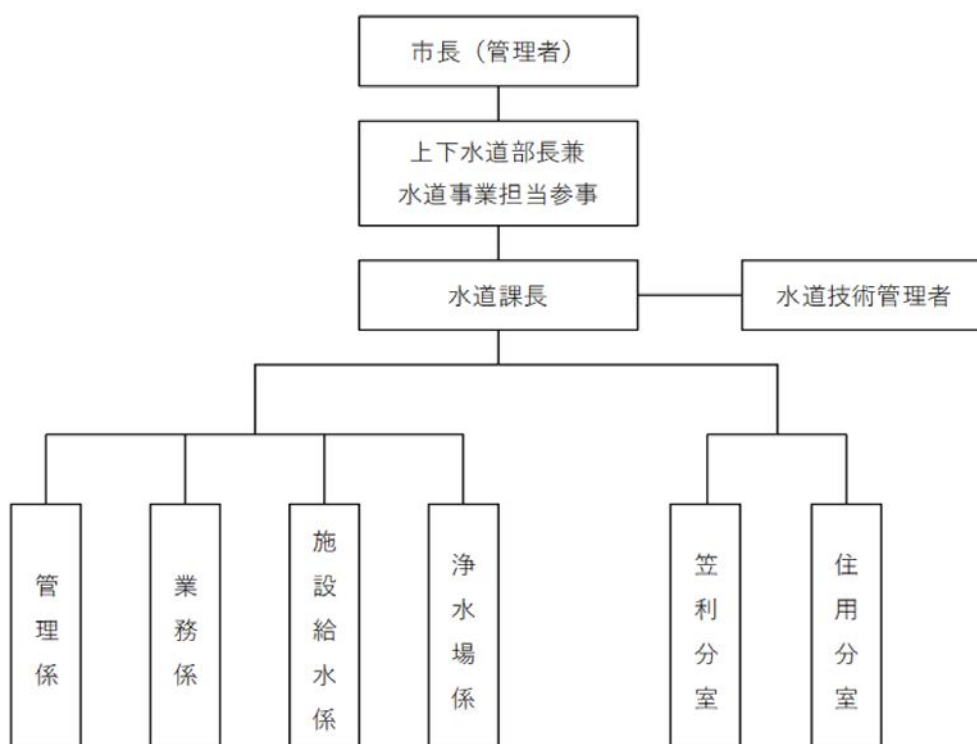 市長（管理者）
上下水道部長兼
水道事業担当参事
水道課長
水道技術管理者
管理係
業務係
施設給水係
浄水場係
笠利分室
住用分室